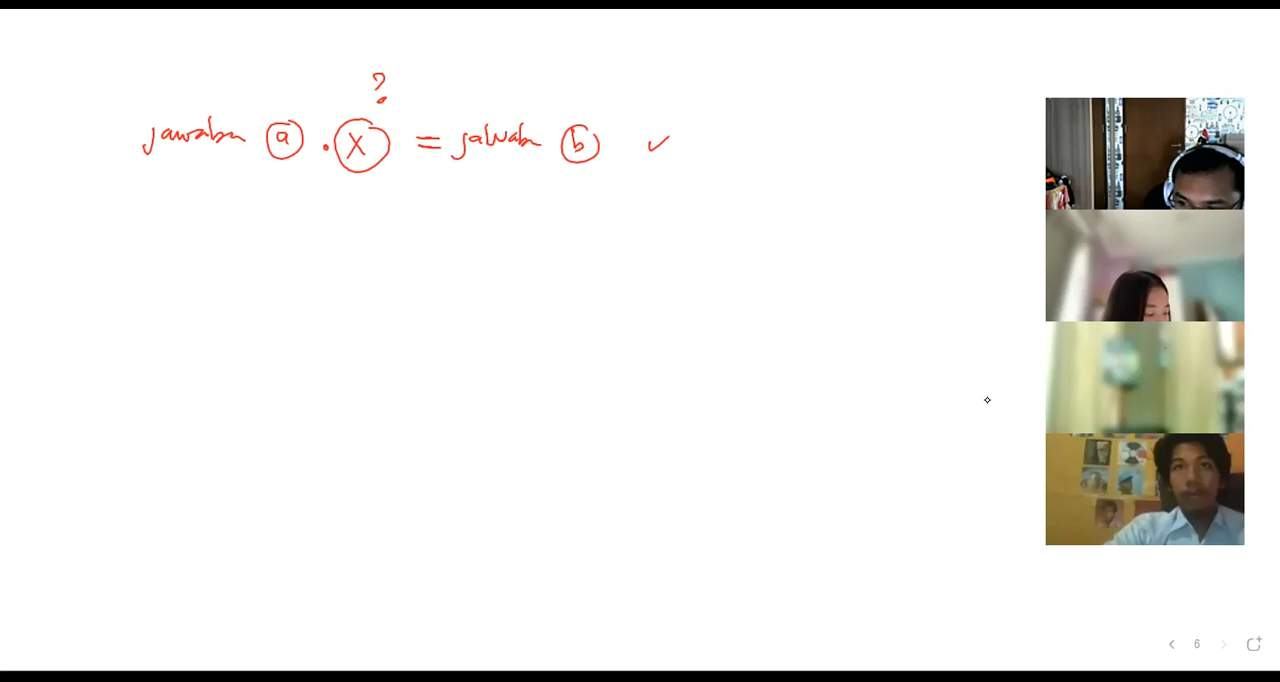 ?
jawaban (a) . (x) = jawaban (b) ✓
6